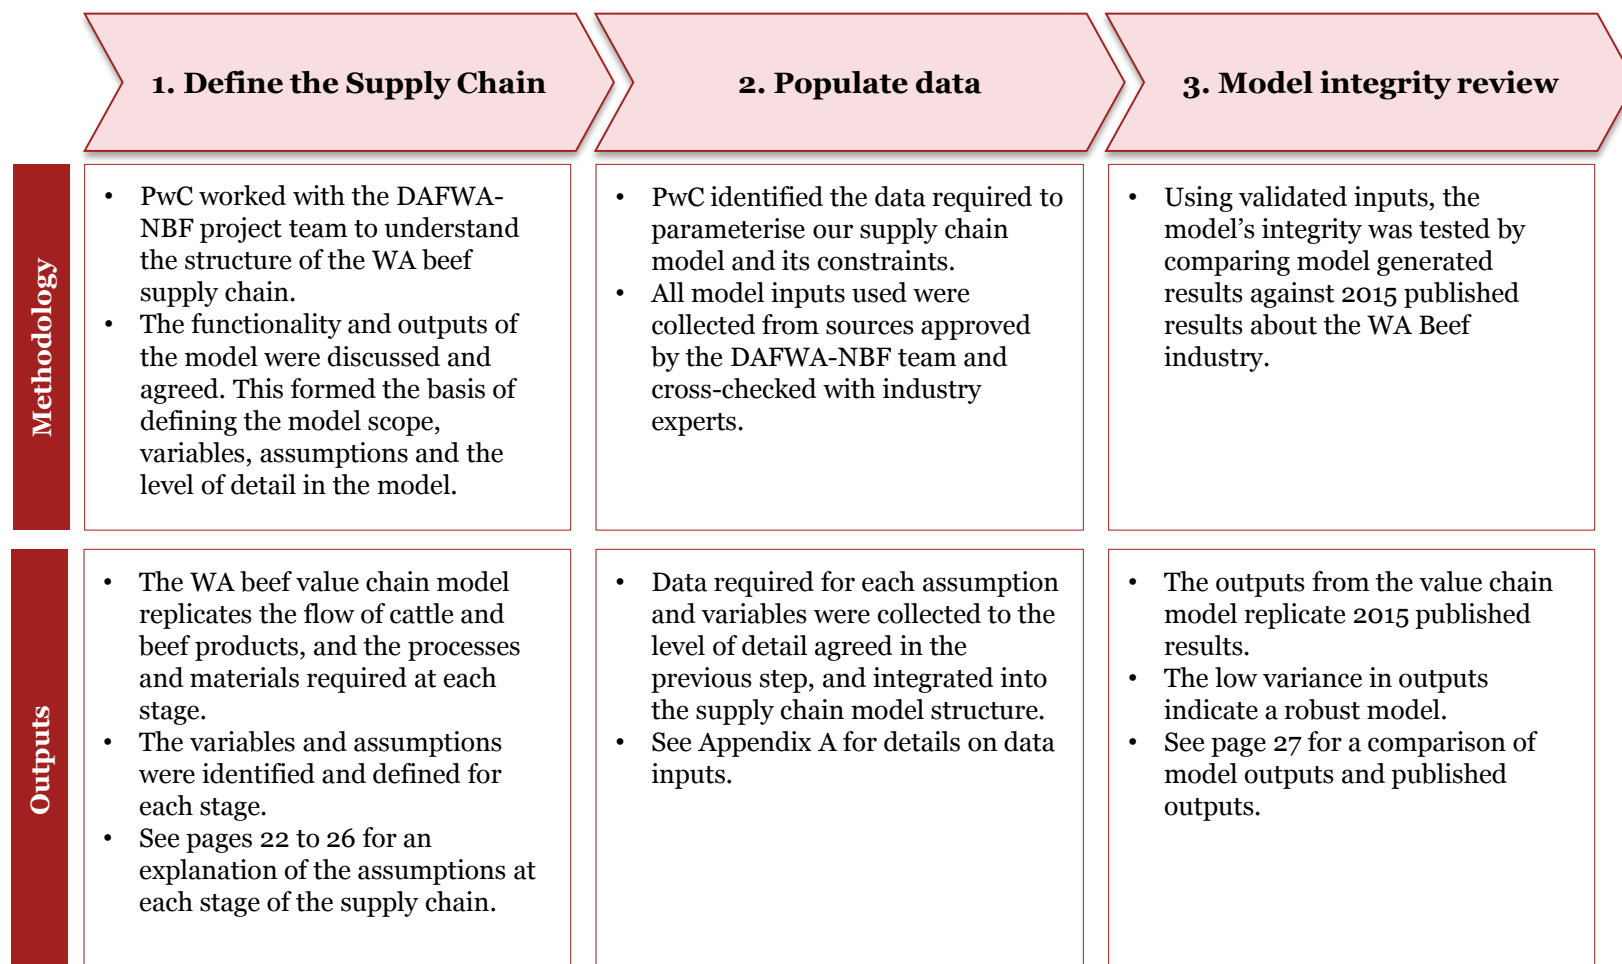 1. Define the Supply Chain
2. Populate data
3. Model integrity review
Methodology
• PwC worked with the DAFWA-
NBF project team to understand
the structure of the WA beef
supply chain.
• The functionality and outputs of
the model were discussed and
agreed. This formed the basis of
defining the model scope,
variables, assumptions and the
level of detail in the model.
• PwC identified the data required to
parameterise our supply chain
model and its constraints.
• All model inputs used were
collected from sources approved
by the DAFWA-NBF team and
cross-checked with industry
experts.
• Using validated inputs, the
model’s integrity was tested by
comparing model generated
results against 2015 published
results about the WA Beef
industry.
Outputs
• The WA beef value chain model
replicates the flow of cattle and
beef products, and the processes
and materials required at each
stage.
• The variables and assumptions
were identified and defined for
each stage.
• See pages 22 to 26 for an
explanation of the assumptions at
each stage of the supply chain.
• Data required for each assumption
and variables were collected to the
level of detail agreed in the
previous step, and integrated into
the supply chain model structure.
• See Appendix A for details on data
inputs.
• The outputs from the value chain
model replicate 2015 published
results.
• The low variance in outputs
indicate a robust model.
• See page 27 for a comparison of
model outputs and published
outputs.